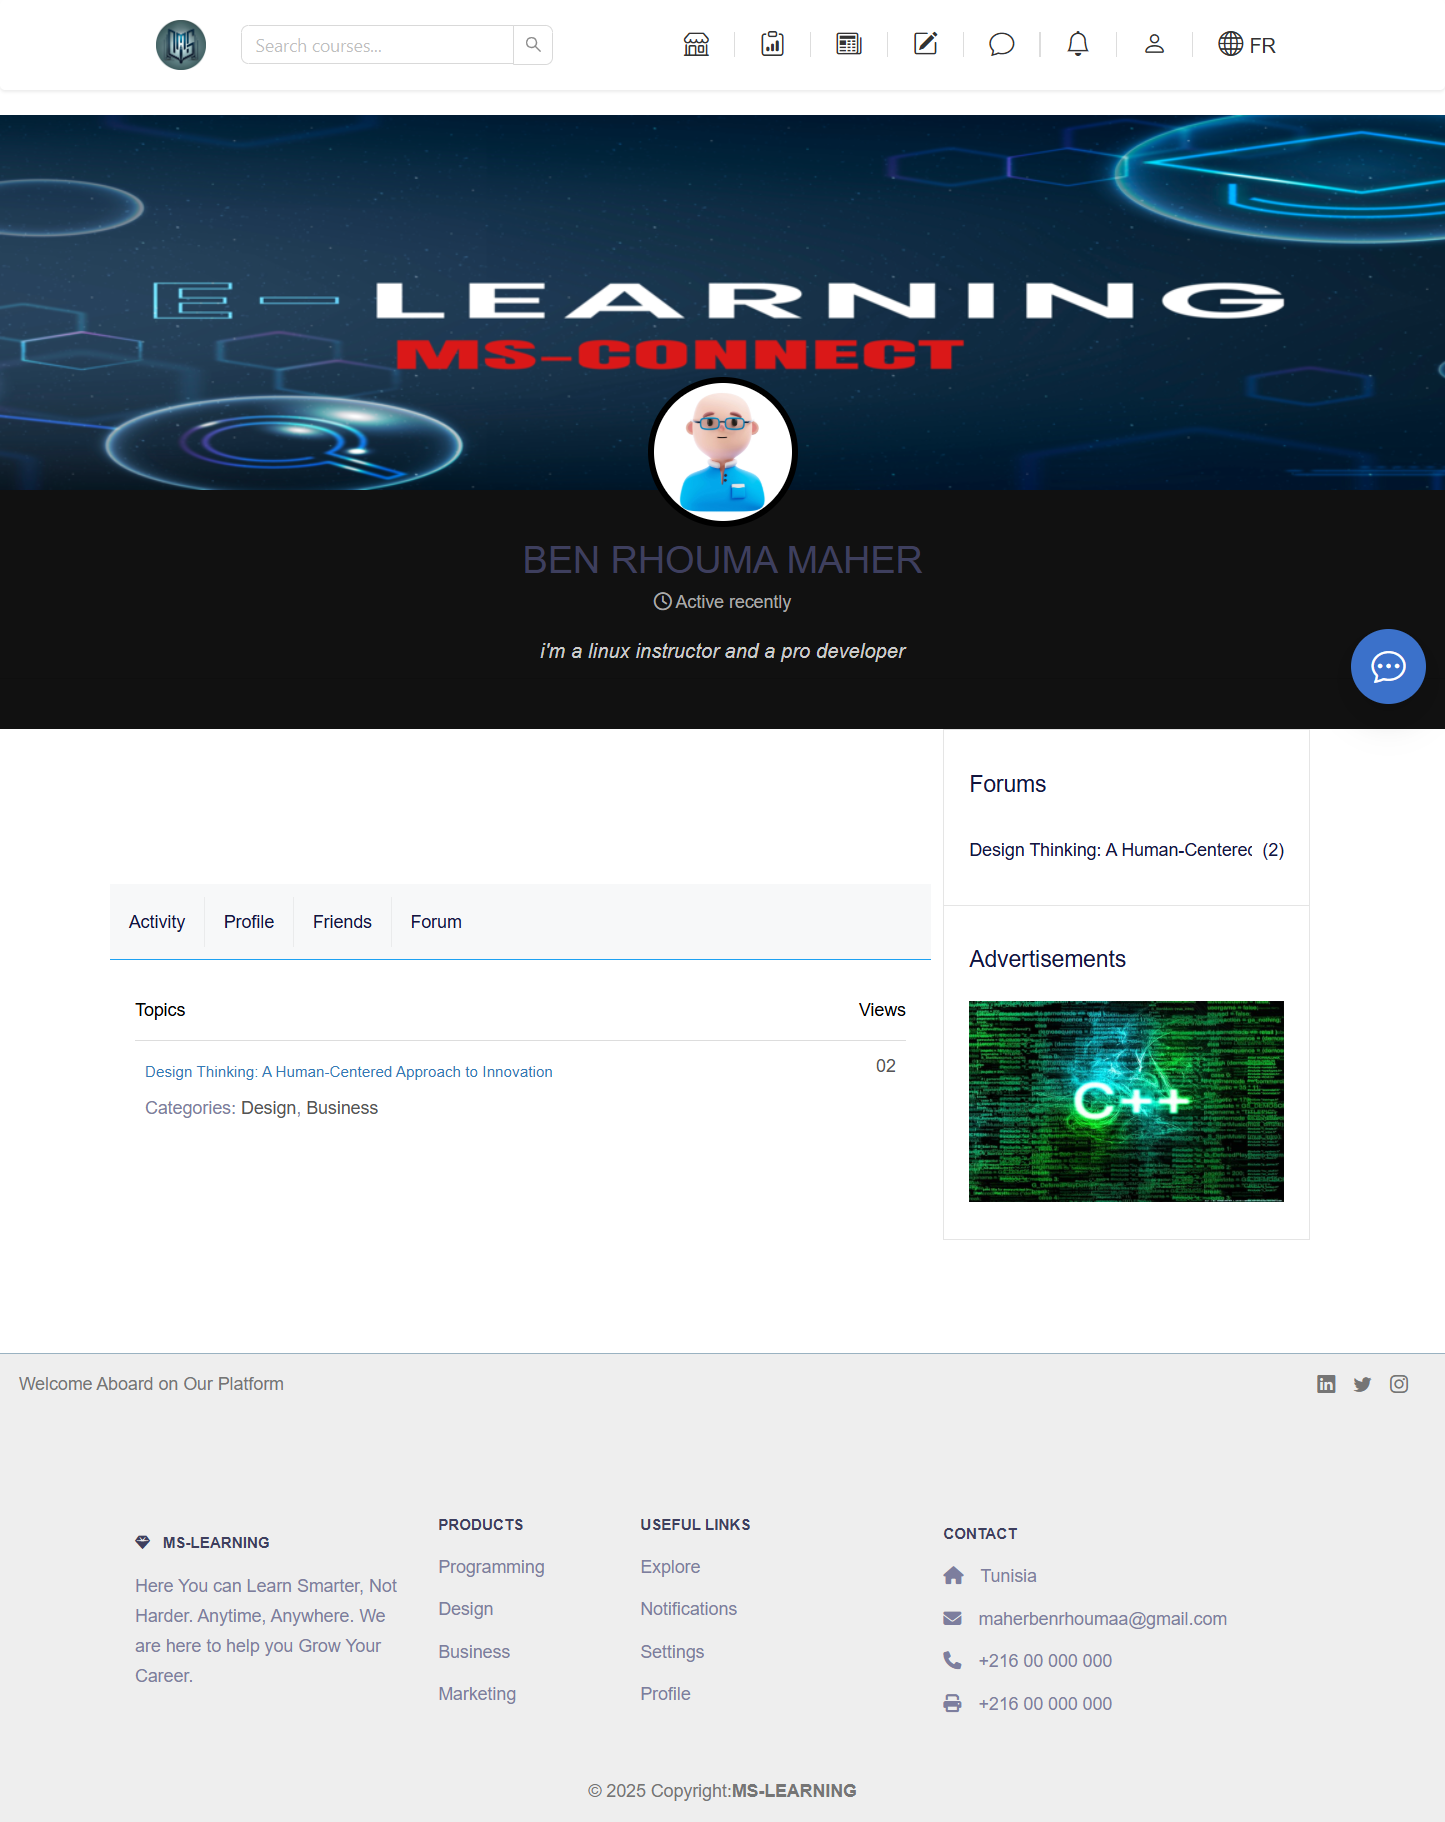 Search courses...
FR
E-LEARNING
MS-CONNECT
BEN RHOUMA MAHER
Active recently
i'm a linux instructor and a pro developer
Forums
Design Thinking: A Human-Centered (2)
Activity
Profile
Friends
Forum
Advertisements
C++
Topics
Views
Design Thinking: A Human-Centered Approach to Innovation
02
Categories: Design, Business
Welcome Aboard on Our Platform
MS-LEARNING
Here You can Learn Smarter, Not
Harder. Anytime, Anywhere. We
are here to help you Grow Your
Career.
PRODUCTS
Programming
Design
Business
Marketing
USEFUL LINKS
Explore
Notifications
Settings
Profile
CONTACT
Tunisia
maherbenrhoumaa@gmail.com
+216 00 000 000
+216 00 000 000
© 2025 Copyright:MS-LEARNING